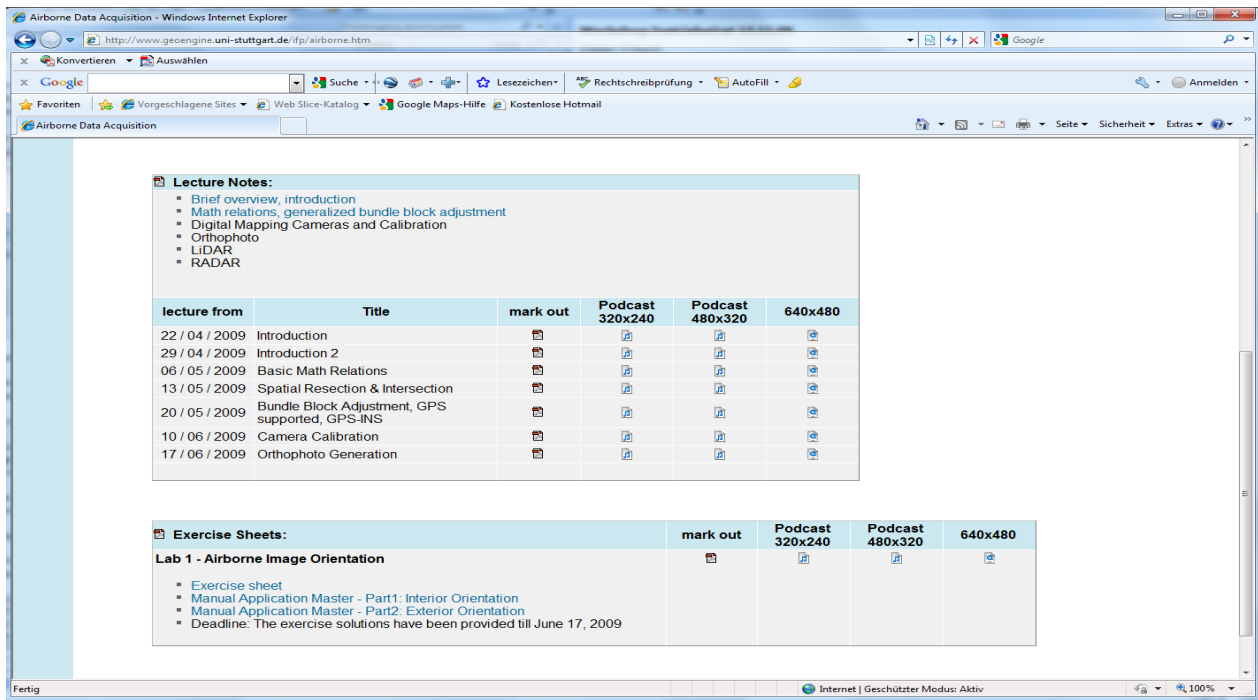 Airborne Data Acquisition - Windows Internet Explorer
http://www.geoengine.uni-stuttgart.de/ifp/airborne.htm
Google
x Konvertieren Auswählen
x Google Suche Lesezeichen Rechtschreibprüfung AutoFill Anmelden
Favoriten Vorgeschlagene Sites Web Slice-Katalog Google Maps-Hilfe Kostenlose Hotmail
Airborne Data Acquisition Seite Sicherheit Extras
Lecture Notes:
Brief overview, introduction
Math relations, generalized bundle block adjustment
Digital Mapping Cameras and Calibration
Orthophoto
LiDAR
RADAR
lecture from Title mark out Podcast 320x240 Podcast 480x320 640x480
22 / 04 / 2009 Introduction
29 / 04 / 2009 Introduction 2
06 / 05 / 2009 Basic Math Relations
13 / 05 / 2009 Spatial Resection & Intersection
20 / 05 / 2009 Bundle Block Adjustment, GPS
supported, GPS-INS
10 / 06 / 2009 Camera Calibration
17 / 06 / 2009 Orthophoto Generation
Exercise Sheets: mark out Podcast 320x240 Podcast 480x320 640x480
Lab 1 - Airborne Image Orientation
Exercise sheet
Manual Application Master - Part1: Interior Orientation
Manual Application Master - Part2: Exterior Orientation
Deadline: The exercise solutions have been provided till June 17, 2009
Fertig Internet | Geschützter Modus: Aktiv 100%